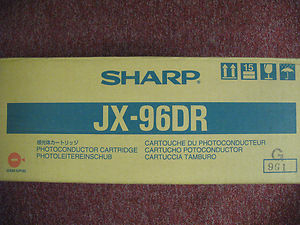 SHARP
15
JX-96DR
感光体カートリッジ
PHOTOCONDUCTOR CARTRIDGE
PHOTOLEITEREINSCHUB
CARTOUCHE DU PHOTOCONDUCTEUR
CARTUCHO FOTOCONDUCTOR
CARTUCCIA TAMBURO
G
961